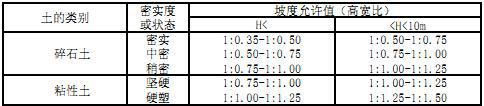 土的类别 密实度或状态 坡度允许值（高宽比）
H< <H<10m
碎石土 密实 1:0.35-1:0.50 1:0.50-1:0.75
中密 1:0.50-1:0.75 1:0.75-1:1.00
稍密 1:0.75-1:1.00 1:1.00-1:1.25
粘性土 坚硬 1:0.75-1:1.00 1:1.00-1:1.25
硬塑 1:1.00-1:1.25 1:1.25-1:1.50